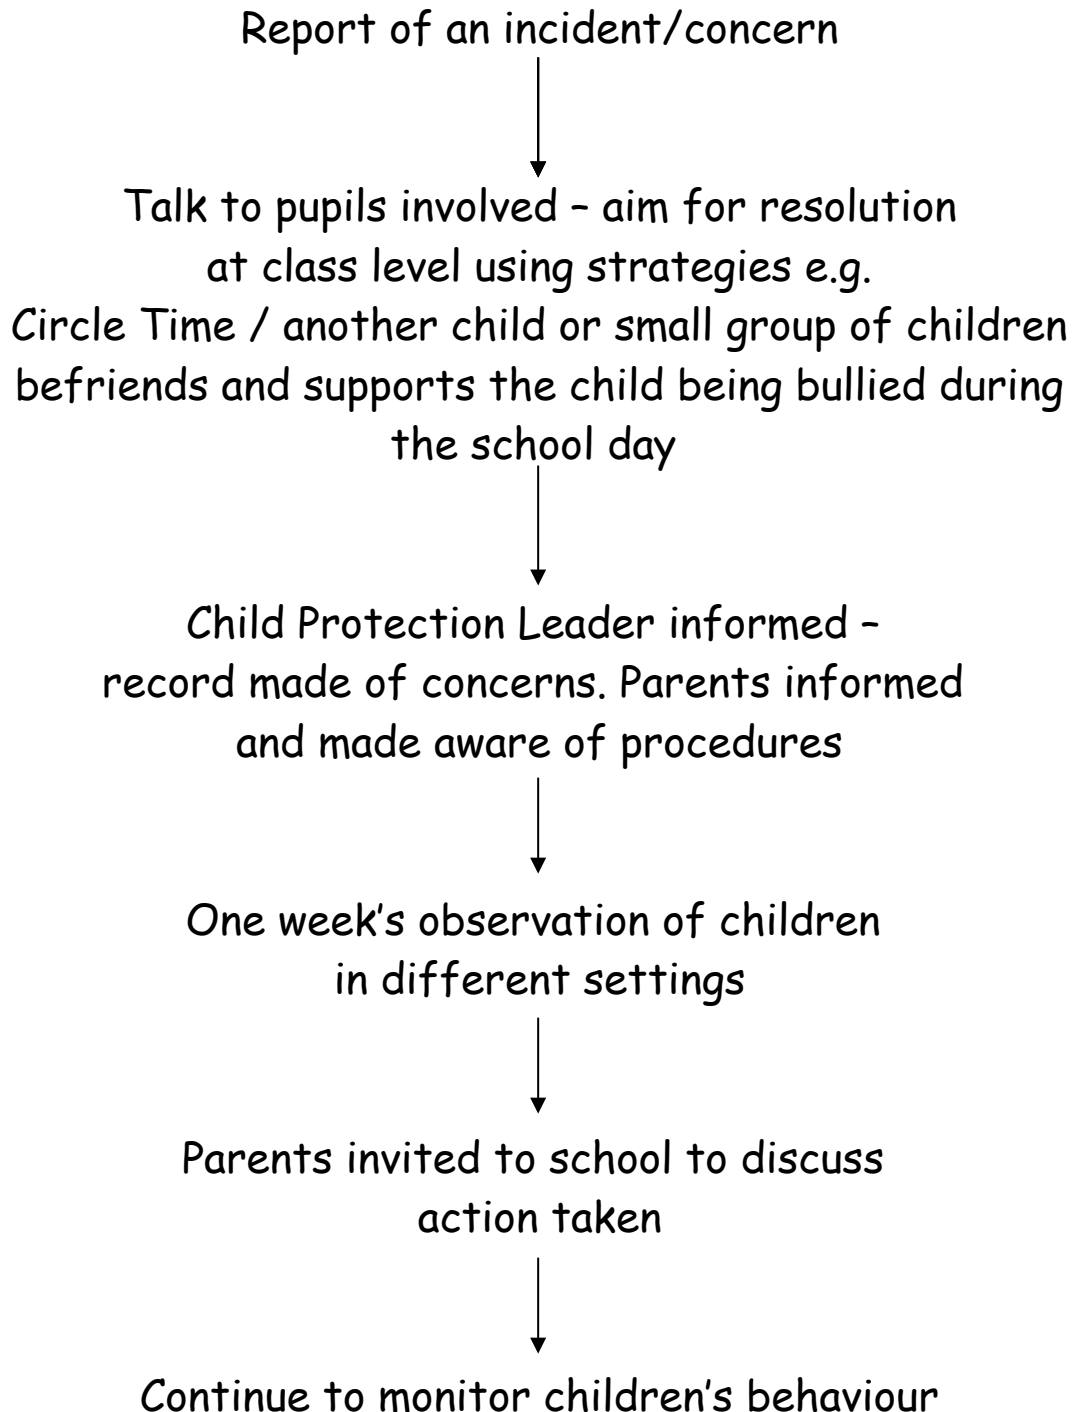 Report of an incident/concern
Talk to pupils involved – aim for resolution
at class level using strategies e.g.
Circle Time / another child or small group of children
befriends and supports the child being bullied during
the school day
Child Protection Leader informed –
record made of concerns. Parents informed
and made aware of procedures
One week’s observation of children
in different settings
Parents invited to school to discuss
action taken
Continue to monitor children’s behaviour